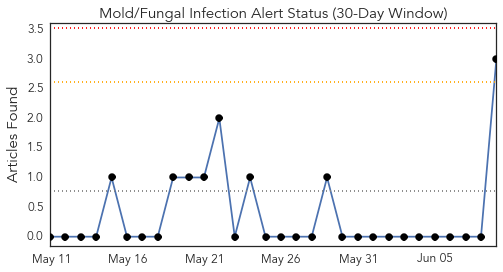 Mold/Fungal Infection Alert Status (30-Day Window)
Articles Found
3.5
3.0
2.5
2.0
1.5
1.0
0.5
0.0
May 11 May 16 May 21 May 26 May 31 Jun 05